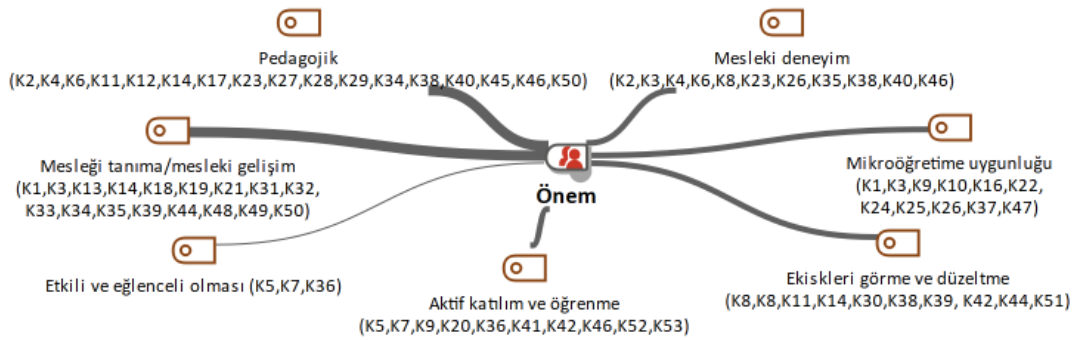 Pedagojik
(K2,K4,K6,K11,K12,K14,K17,K23,K27,K28,K29,K34,K38,K40,K45,K46,K50)
Mesleki deneyim
(K2,K3,K4,K6,K8,K23,K26,K35,K38,K40,K46)
Mesleği tanıma/mesleki gelişim
(K1,K3,K13,K14,K18,K19,K21,K31,K32,
K33,K34,K35,K39,K44,K48,K49,K50)
Mikroöğretime uygunluğu
(K1,K3,K9,K10,K16,K22,
K24,K25,K26,K37,K47)
Önem
Etkili ve eğlenceli olması (K5,K7,K36)
Aktif katılım ve öğrenme
(K5,K7,K9,K20,K36,K41,K42,K46,K52,K53)
Ekiskleri görme ve düzeltme
(K8,K8,K11,K14,K30,K38,K39, K42,K44,K51)